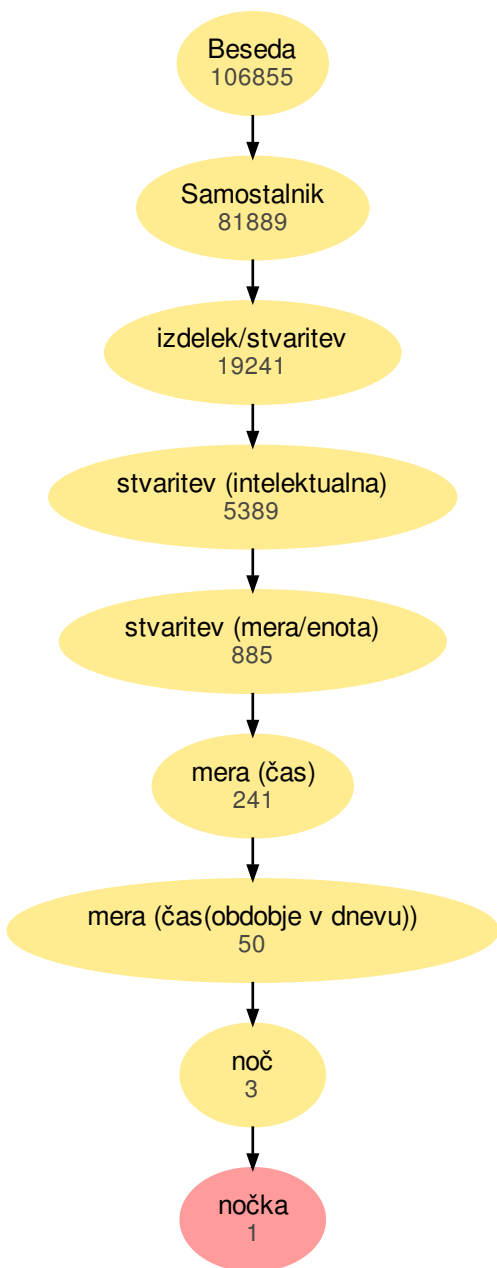 Beseda
106855
Samostalnik
81889
izdelek/stvaritev
19241
stvaritev (intelektualna)
5389
stvaritev (mera/enota)
885
mera (čas)
241
mera (čas(obdobje v dnevu))
50
noč
3
nočka
1